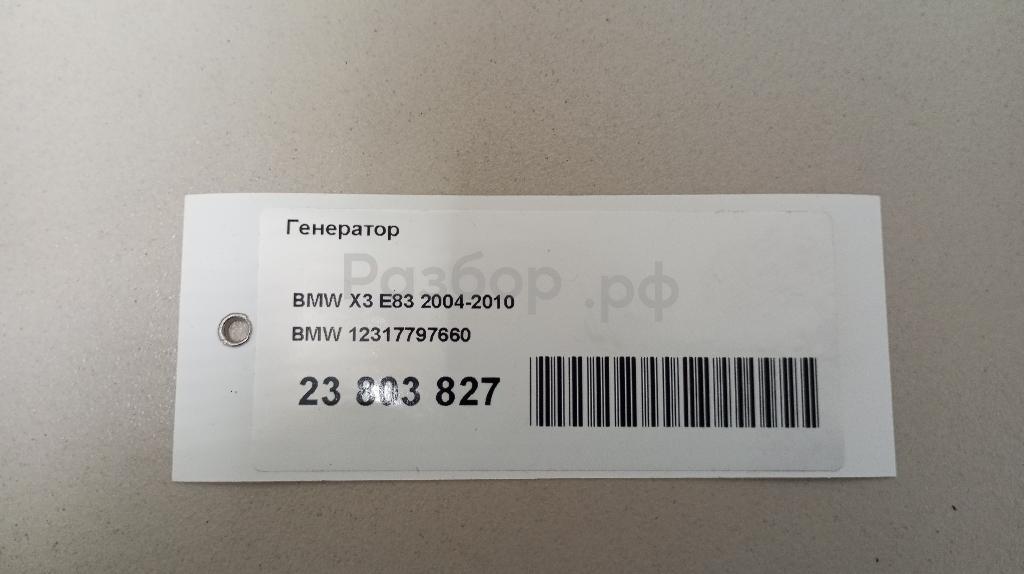 Генератор
Разбор.рф
BMW X3 E83 2004-2010
BMW 12317797660
23 803 827